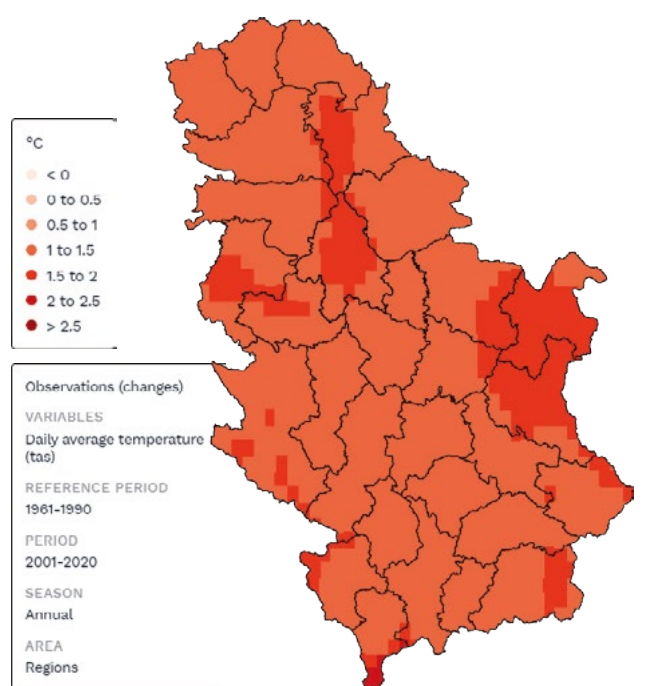 °C
< 0
0 to 0.5
0.5 to 1
1 to 1.5
1.5 to 2
2 to 2.5
> 2.5
Observations (changes)
VARIABLES
Daily average temperature
(tas)
REFERENCE PERIOD
1961-1990
PERIOD
2001-2020
SEASON
Annual
AREA
Regions